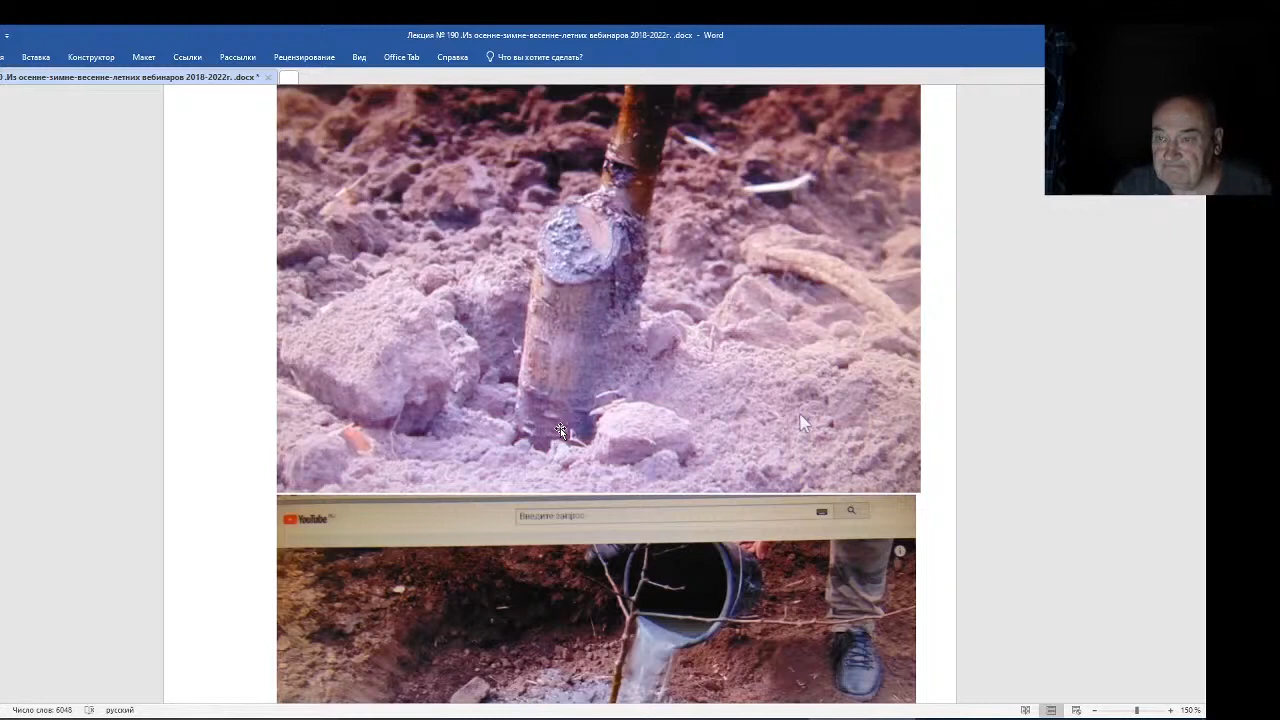 Лекция № 190 .Из осенне-зимне-весенне-летних вебинаров 2018-2022г. .docx - Word
Вставка Конструктор Макет Ссылки Рассылки Рецензирование Вид Office Tab Справка Что вы хотите сделать?
0 .Из осенне-зимне-весенне-летних вебинаров 2018-2022г. .docx *
YouTube
Введите запрос
Число слов: 6048 русский 150 %